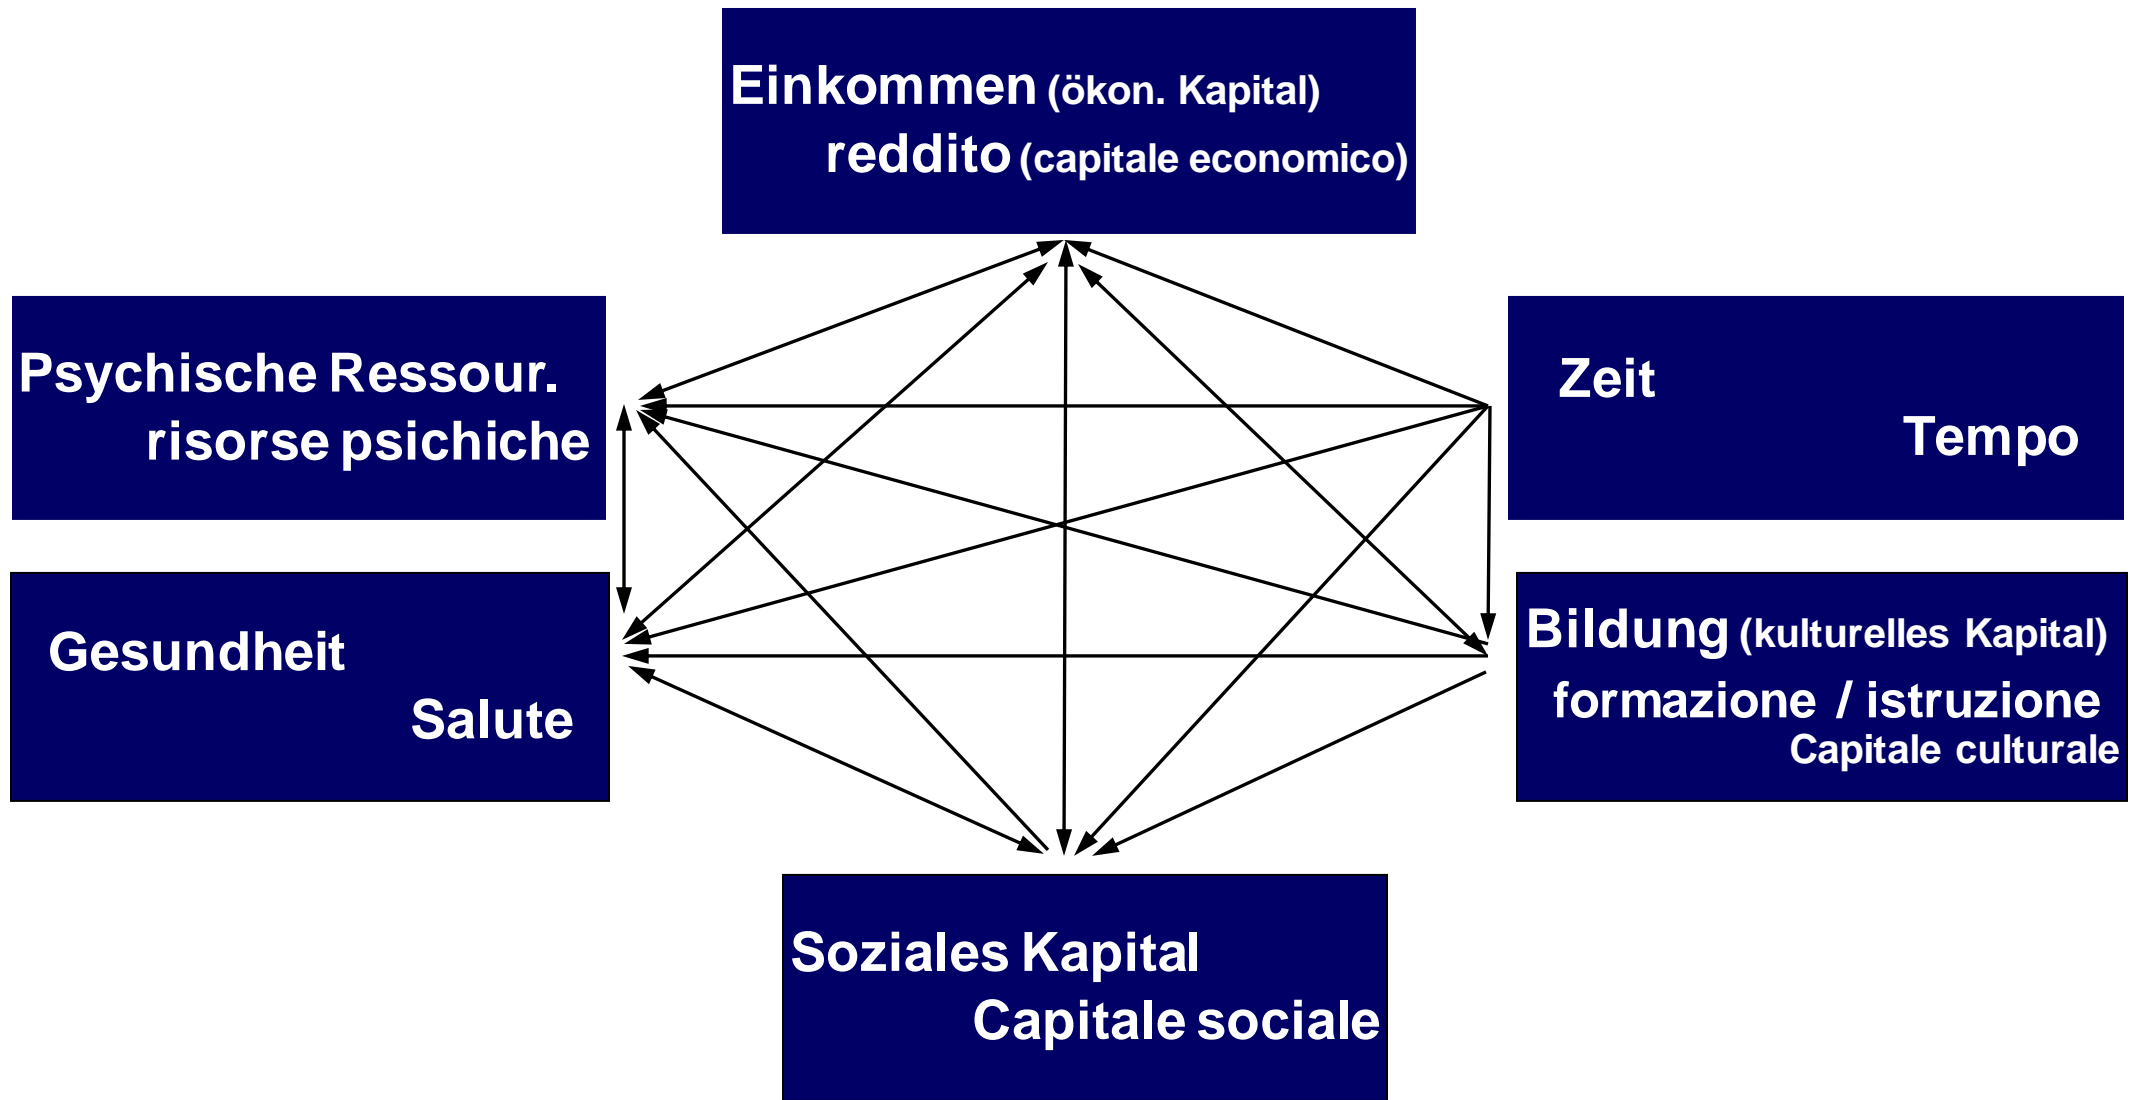 Einkommen (ökon. Kapital)
reddito (capitale economico)
Psychische Ressour.
risorse psichiche
Zeit
Tempo
Gesundheit
Salute
Bildung (kulturelles Kapital)
formazione / istruzione
Capitale culturale
Soziales Kapital
Capitale sociale